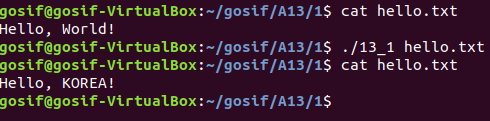 gosif@gosif-VirtualBox:~/gosif/A13/1$ cat hello.txt
Hello, World!
gosif@gosif-VirtualBox:~/gosif/A13/1$ ./13_1 hello.txt
gosif@gosif-VirtualBox:~/gosif/A13/1$ cat hello.txt
Hello, KOREA!
gosif@gosif-VirtualBox:~/gosif/A13/1$